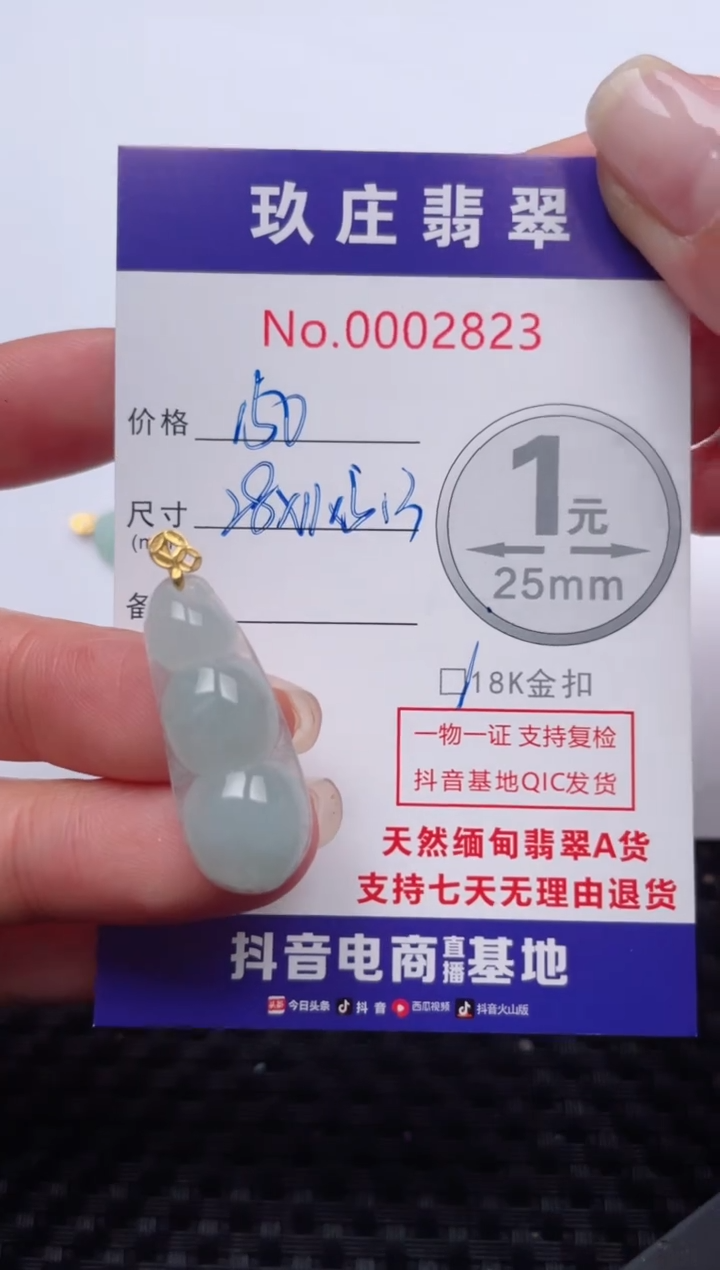 玖庄翡翠
No.0002823
价格 150
尺寸 28X11X5.13
(m
备
1元
25mm
18K金扣
一物一证 支持复检
抖音基地QIC发货
天然缅甸翡翠A货
支持七天无理由退货
抖音电商直播基地
头条 今日头条 抖音 西瓜视频 抖音火山版